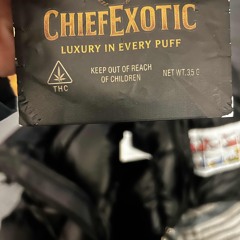 CHIEFEXOTIC
LUXURY IN EVERY PUFF
KEEP OUT OF REACH
OF CHILDREN
NET WT. 3.5 G
THC